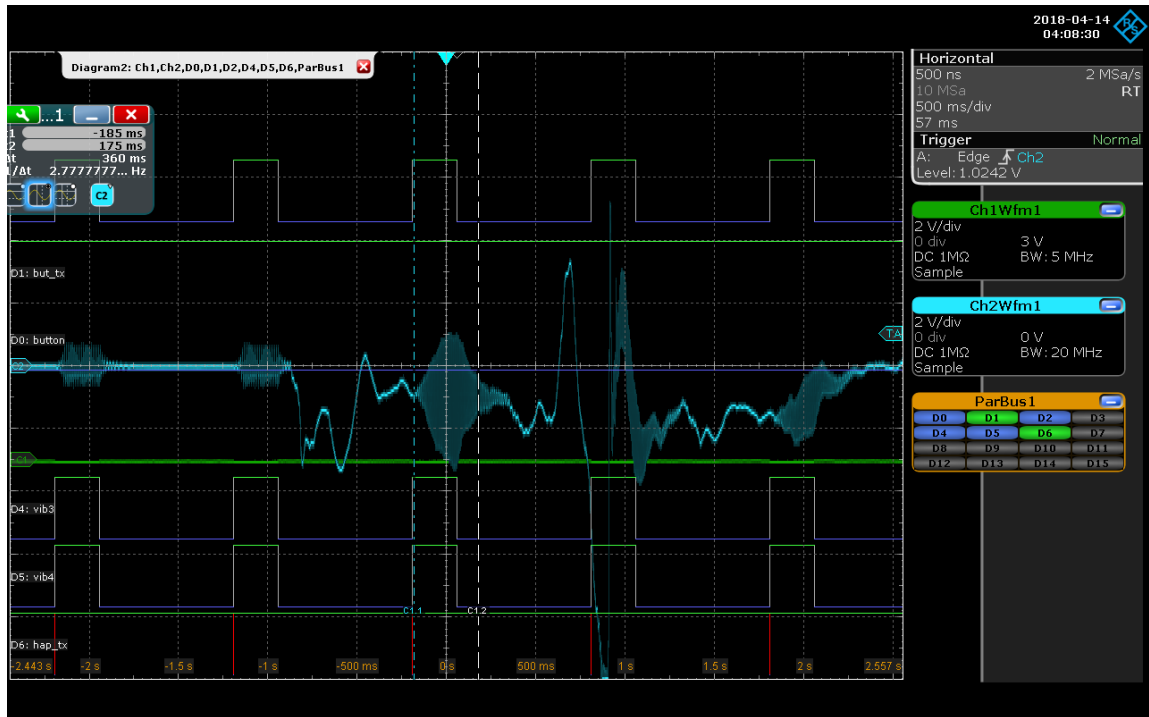 2018-04-14
04:08:30
Diagram2: Ch1,Ch2,D0,D1,D2,D4,D5,D6,ParBus1
...1
-185 ms
175 ms
360 ms
1/Δt 2.7777777... Hz
C2
D1: but_tx
D0: button
C2
TA
C1
D4: vib3
D5: vib4
C1.1
C1.2
D6: hap_tx
-2.443 s
-2 s
-1.5 s
-1 s
-500 ms
0 s
500 ms
1 s
1.5 s
2 s
2.557 s
Horizontal
500 ns 2 MSa/s
10 MSa RT
500 ms/div
57 ms
Trigger Normal
A: Edge Ch2
Level: 1.0242 V
Ch1Wfm1
2 V/div
0 div 3 V
DC 1MΩ BW: 5 MHz
Sample
Ch2Wfm1
2 V/div
0 div 0 V
DC 1MΩ BW: 20 MHz
Sample
ParBus1
D0 D1 D2 D3
D4 D5 D6 D7
D8 D9 D10 D11
D12 D13 D14 D15